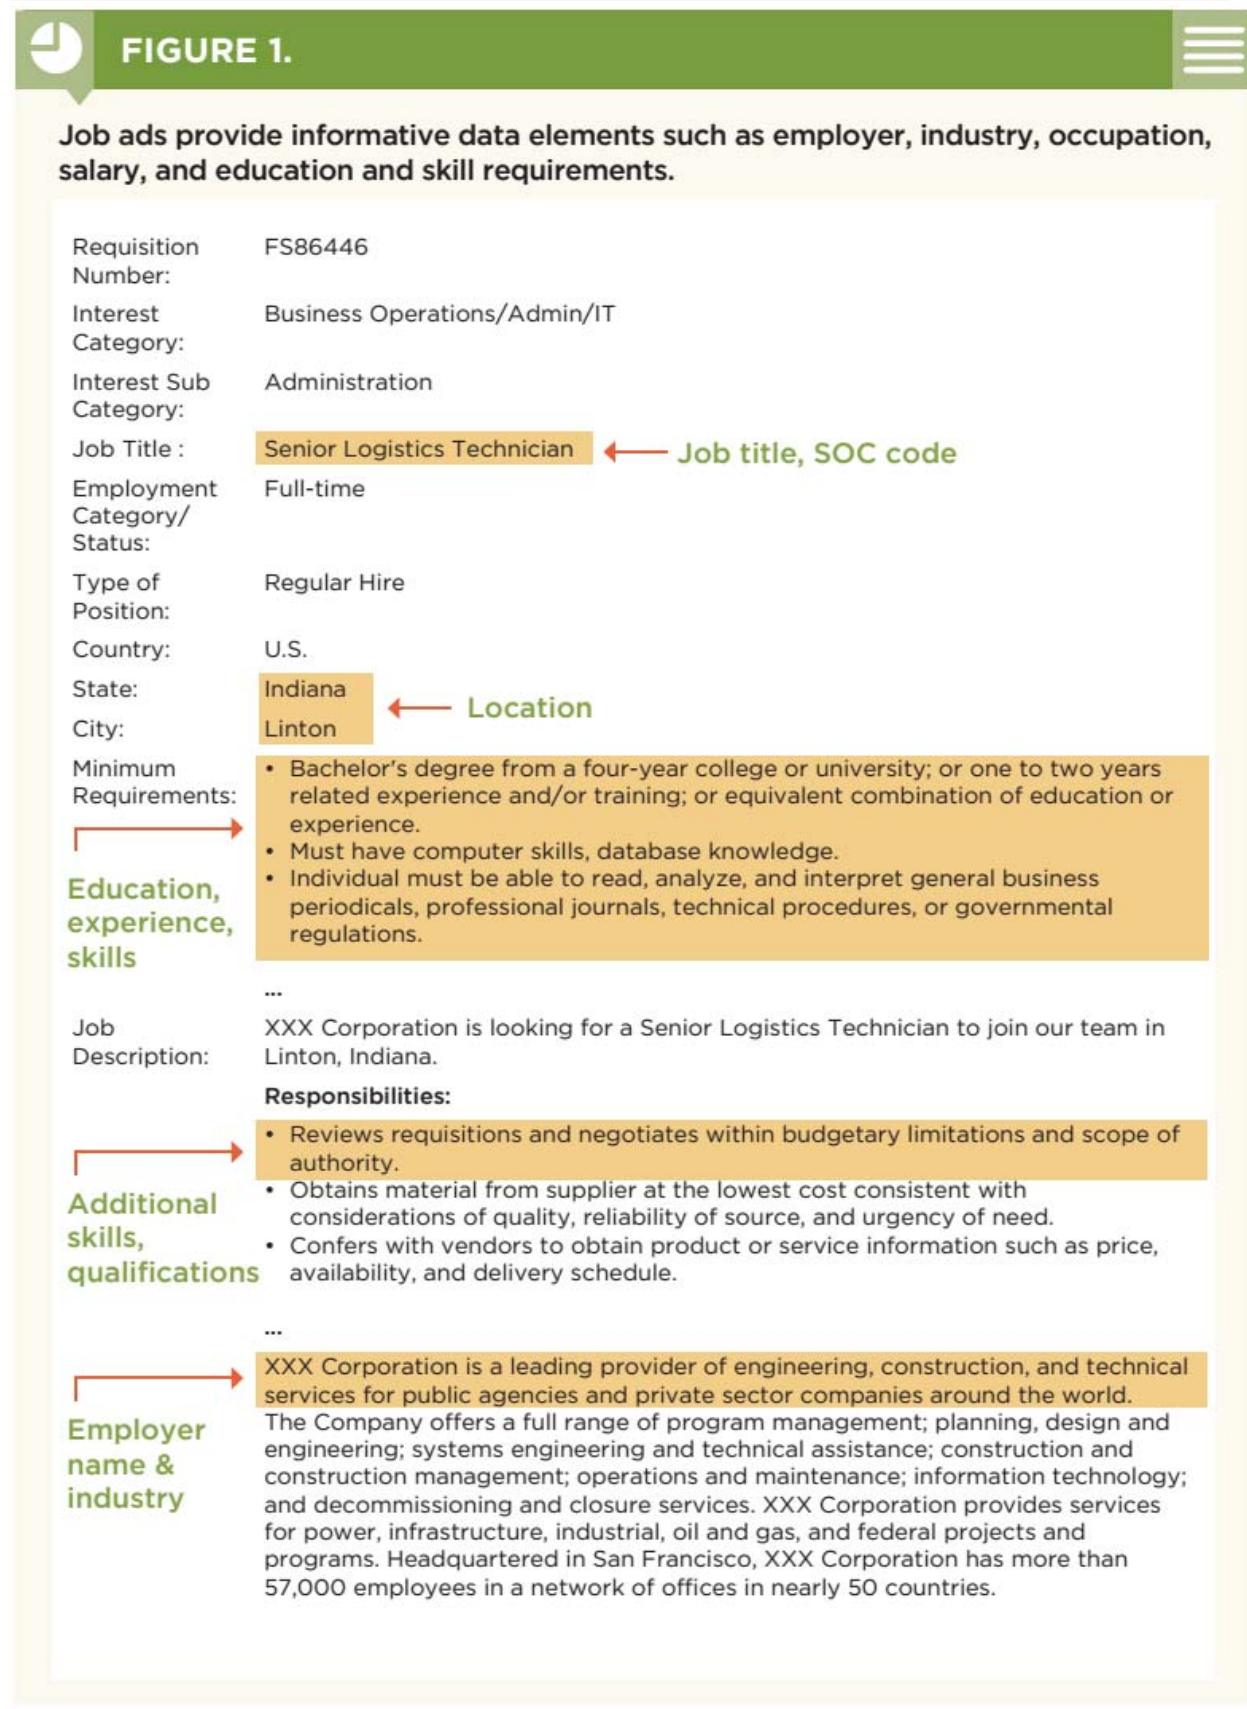 FIGURE 1.
Job ads provide informative data elements such as employer, industry, occupation,
salary, and education and skill requirements.
Requisition Number: FS86446
Interest Category: Business Operations/Admin/IT
Interest Sub Category: Administration
Job Title : Senior Logistics Technician
Job title, SOC code
Employment Category/ Status: Full-time
Type of Position: Regular Hire
Country: U.S.
State: Indiana
City: Linton
Location
Minimum Requirements:
• Bachelor's degree from a four-year college or university; or one to two years
related experience and/or training; or equivalent combination of education or
experience.
• Must have computer skills, database knowledge.
• Individual must be able to read, analyze, and interpret general business
periodicals, professional journals, technical procedures, or governmental
regulations.
Education,
experience,
skills
...
Job Description:
XXX Corporation is looking for a Senior Logistics Technician to join our team in
Linton, Indiana.
Responsibilities:
• Reviews requisitions and negotiates within budgetary limitations and scope of
authority.
• Obtains material from supplier at the lowest cost consistent with
considerations of quality, reliability of source, and urgency of need.
• Confers with vendors to obtain product or service information such as price,
availability, and delivery schedule.
Additional
skills,
qualifications
...
XXX Corporation is a leading provider of engineering, construction, and technical
services for public agencies and private sector companies around the world.
The Company offers a full range of program management; planning, design and
engineering; systems engineering and technical assistance; construction and
construction management; operations and maintenance; information technology;
and decommissioning and closure services. XXX Corporation provides services
for power, infrastructure, industrial, oil and gas, and federal projects and
programs. Headquartered in San Francisco, XXX Corporation has more than
57,000 employees in a network of offices in nearly 50 countries.
Employer
name &
industry